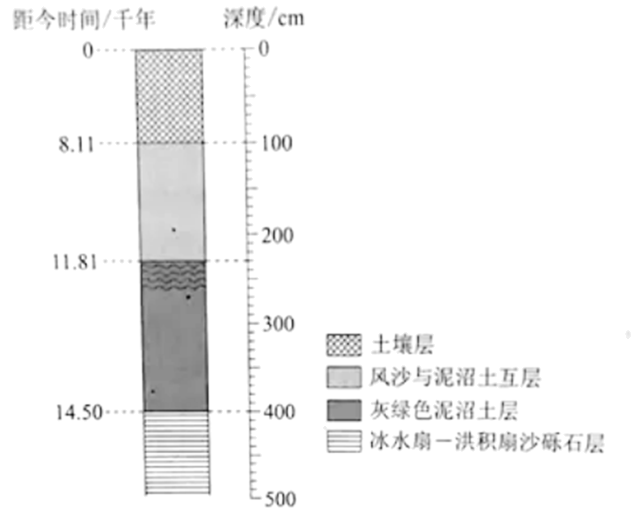 距今时间/千年 深度/cm
0 0
8.11 100
200
11.81
300
14.50 400
500
土壤层
风沙与泥沼土互层
灰绿色泥沼土层
冰水扇-洪积扇沙砾石层